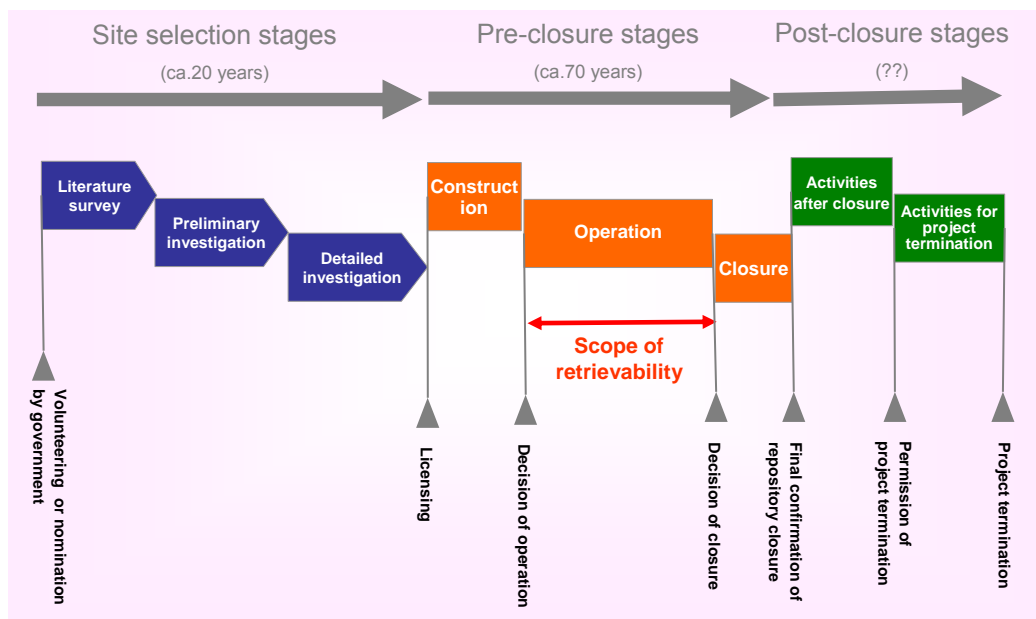 Site selection stages
(ca.20 years)
Pre-closure stages
(ca.70 years)
Post-closure stages
(??)
Literature
survey
Preliminary
investigation
Detailed
investigation
Construct
ion
Operation
Closure
Activities
after closure
Activities for
project
termination
Scope of
retrievability
Volunteering or nomination
by government
Licensing
Decision of operation
Decision of closure
Final confirmation of
repository closure
Permission of
project termination
Project termination